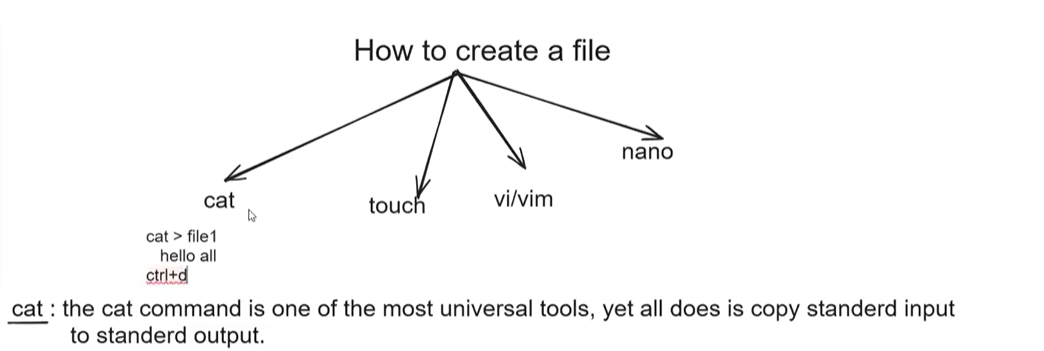 How to create a file
nano
cat
touch
vi/vim
cat > file1
hello all
ctrl+d
cat : the cat command is one of the most universal tools, yet all does is copy standerd input
to standerd output.